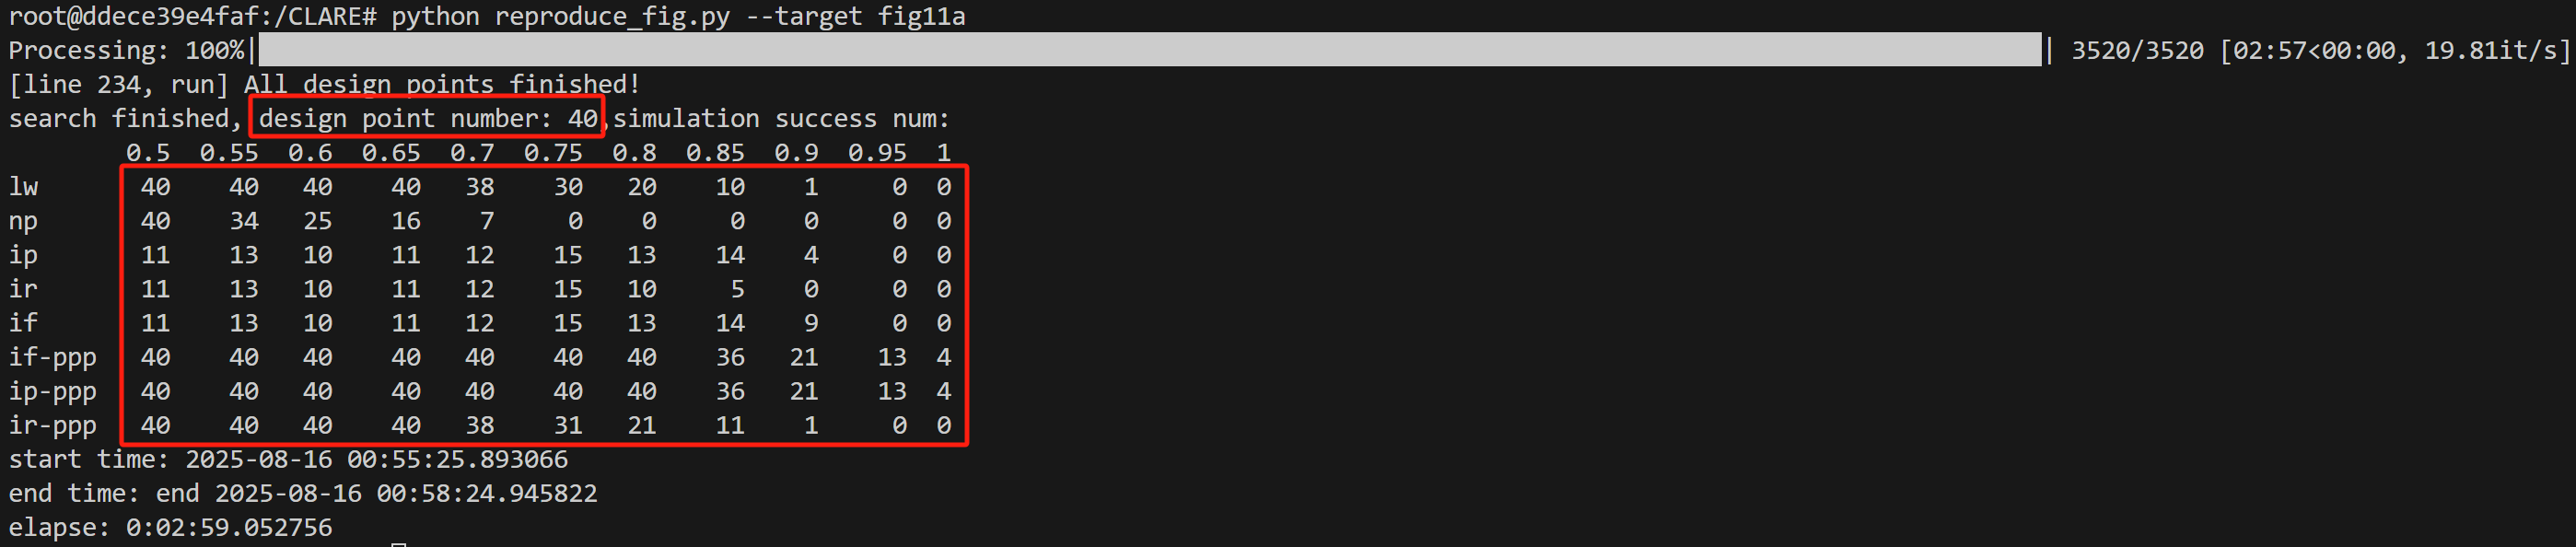 root@ddece39e4faf:/CLARE# python reproduce_fig.py --target fig11a
Processing: 100%| | 3520/3520 [02:57<00:00, 19.81it/s]
[line 234, run] All design points finished!
search finished, design point number: 40,simulation success num:
0.5 0.55 0.6 0.65 0.7 0.75 0.8 0.85 0.9 0.95 1
lw 40 40 40 40 38 30 20 10 1 0 0
np 40 34 25 16 7 0 0 0 0 0 0
ip 11 13 10 11 12 15 13 14 4 0 0
ir 11 13 10 11 12 15 10 5 0 0 0
if 11 13 10 11 12 15 13 14 9 0 0
if-ppp 40 40 40 40 40 40 40 36 21 13 4
ip-ppp 40 40 40 40 40 40 40 36 21 13 4
ir-ppp 40 40 40 40 38 31 21 11 1 0 0
start time: 2025-08-16 00:55:25.893066
end time: end 2025-08-16 00:58:24.945822
elapse: 0:02:59.052756